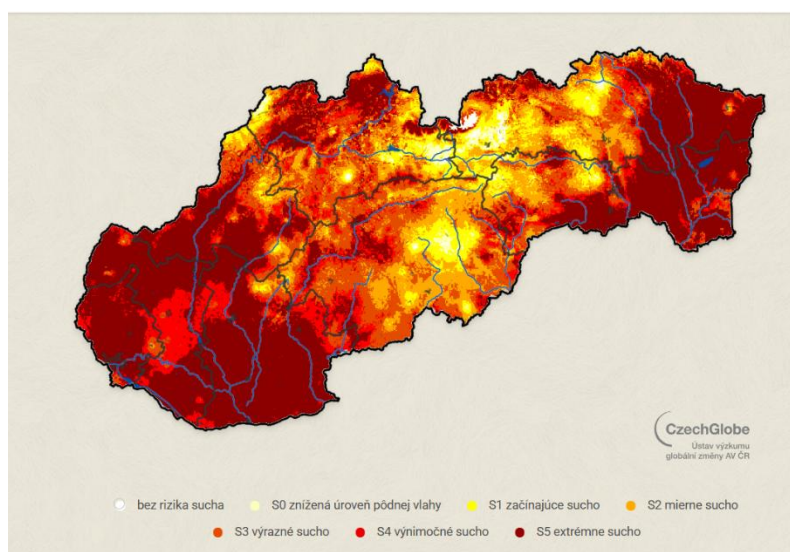 CzechGlobe
Ústav výzkumu
globální změny AV ČR
bez rizika sucha S0 znížená úroveň pôdnej vlahy S1 začínajúce sucho S2 mierne sucho
S3 výrazné sucho S4 výnimočné sucho S5 extrémne sucho